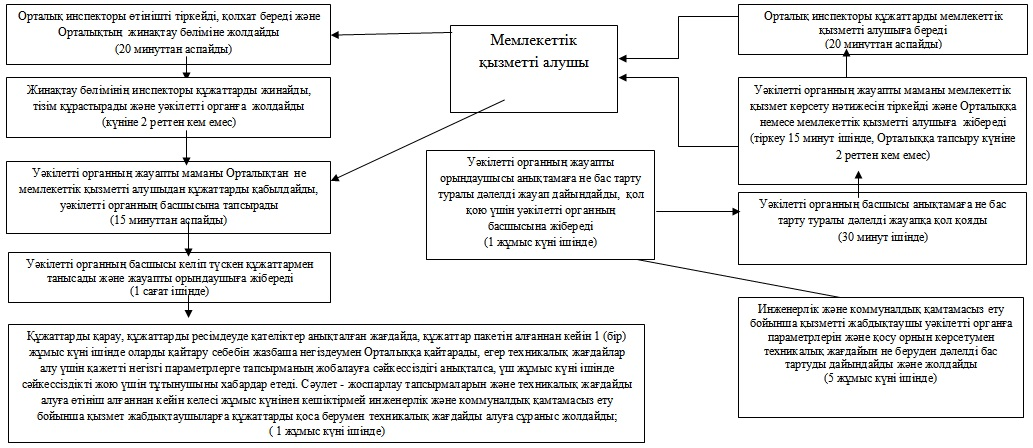 Орталық инспекторы өтінішті тіркейді, қолхат береді және
Орталықтың жинақтау бөліміне жолдайды
(20 минуттан аспайды)
Жинақтау бөлімінің инспекторы құжаттарды жинайды,
тізім құрастырады және уәкілетті органға жолдайды
(күніне 2 реттен кем емес)
Уәкілетті органның жауапты маманы Орталықтан не
мемлекеттік қызметті алушыдан құжаттарды қабылдайды,
уәкілетті органның басшысына тапсырады
(15 минуттан аспайды)
Уәкілетті органның басшысы келіп түскен құжаттармен
танысады және жауапты орындаушыға жібереді
(1 сағат ішінде)
Құжаттарды қарау, құжаттарды ресімдеуде қателіктер анықталған жағдайда, құжаттар пакетін алғаннан кейін 1 (бір)
жұмыс күні ішінде оларды қайтару себебін жазбаша негіздеумен Орталыққа қайтарады, егер техникалық жағдайлар
алу үшін қажетті негізгі параметрлерге тапсырманың жобалауға сәйкессіздігі анықталса, үш жұмыс күні ішінде
сәйкессіздікті жою үшін тұтынушыны хабардар етеді. Сәулет - жоспарлау тапсырмаларын және техникалық жағдайды
алуға өтініш алғаннан кейін келесі жұмыс күнінен кешіктірмей инженерлік және коммуналдық қамтамасыз ету
бойынша қызмет жабдықтаушыларға құжаттарды қоса берумен техникалық жағдайды алуға сұраныс жолдайды;
( 1 жұмыс күні ішінде)
Мемлекеттік
қызметті алушы
Уәкілетті органның жауапты
орындаушысы анықтамаға не бас тарту
туралы дәлелді жауап дайындайды, қол
қою үшін уәкілетті органның
басшысына жібереді
(1 жұмыс күні ішінде)
Орталық инспекторы құжаттарды мемлекеттік
қызметті алушыға береді
(20 минуттан аспайды)
Уәкілетті органның жауапты маманы мемлекеттік
қызмет көрсету нәтижесін тіркейді және Орталыққа
немесе мемлекеттік қызметті алушыға жібереді
(тіркеу 15 минут ішінде, Орталыққа тапсыру күніне
2 реттен кем емес)
Уәкілетті органның басшысы анықтамаға не бас
тарту туралы дәлелді жауапқа қол қояды
(30 минут ішінде)
Инженерлік және коммуналдық қамтамасыз ету
бойынша қызметті жабдықтаушы уәкілетті органға
параметрлерін және қосу орнын көрсетумен
техникалық жағдайын не беруден дәлелді бас
тартуды дайындайды және жолдайды
(5 жұмыс күні ішінде)